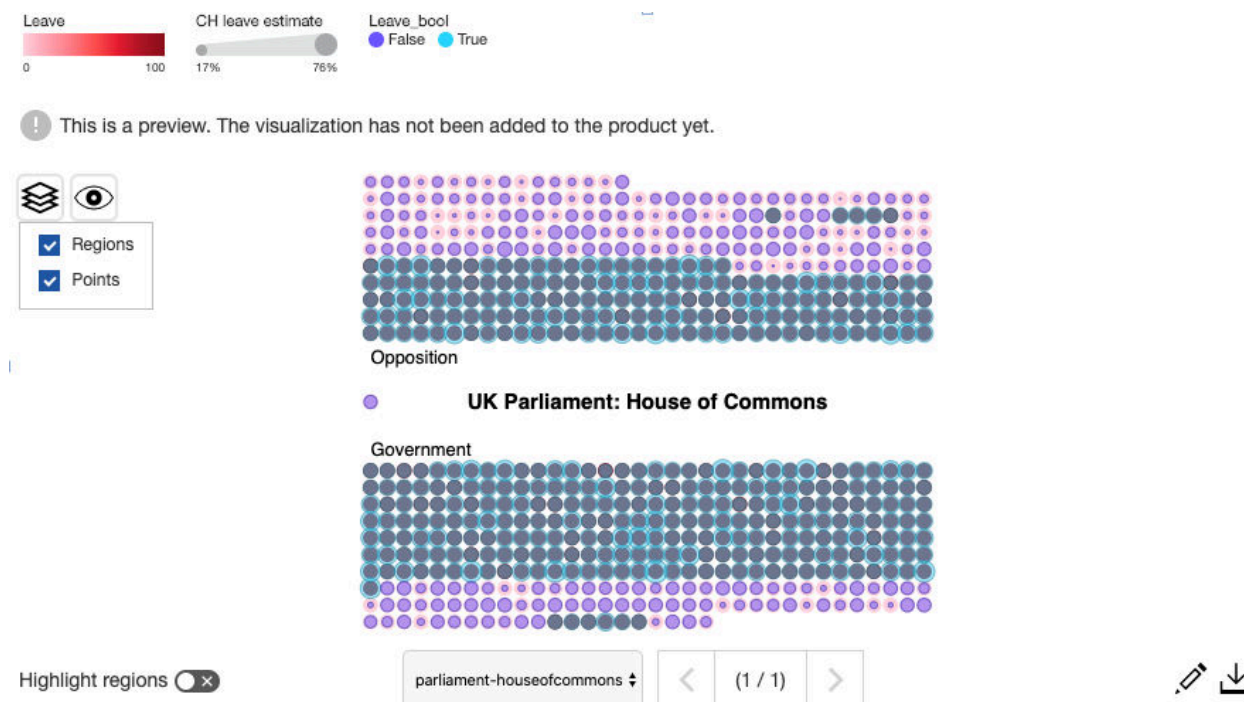 Leave
CH leave estimate
Leave_bool
False True
0 100
17% 76%
! This is a preview. The visualization has not been added to the product yet.
Regions
Points
Opposition
UK Parliament: House of Commons
Government
Highlight regions
parliament-houseofcommons
(1 / 1)